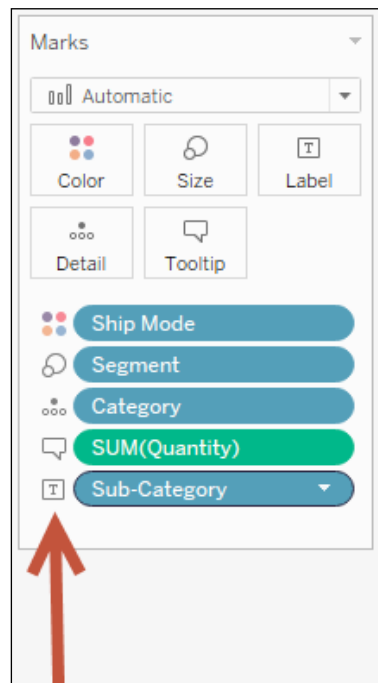 Marks
Automatic
Color Size T Label
Detail Tooltip
Ship Mode
Segment
Category
SUM(Quantity)
T Sub-Category